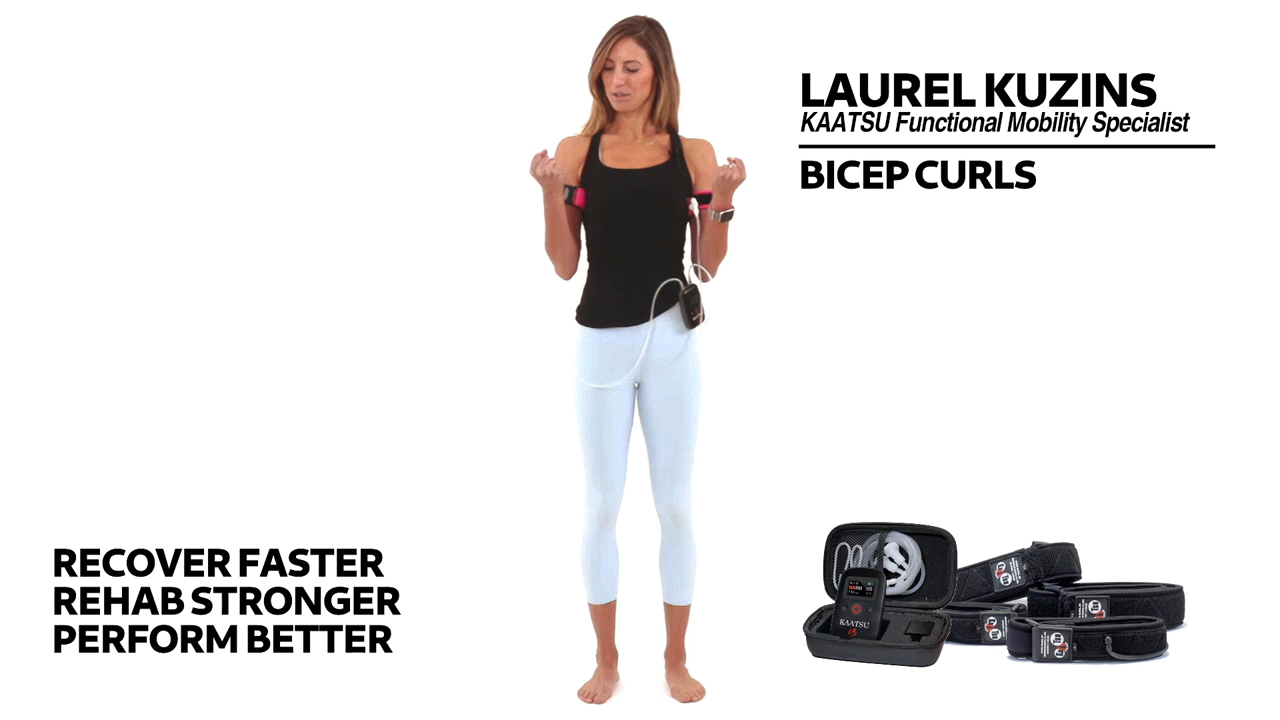 LAUREL KUZINS
KAATSU Functional Mobility Specialist
BICEP CURLS
RECOVER FASTER
REHAB STRONGER
PERFORM BETTER
KAATSU